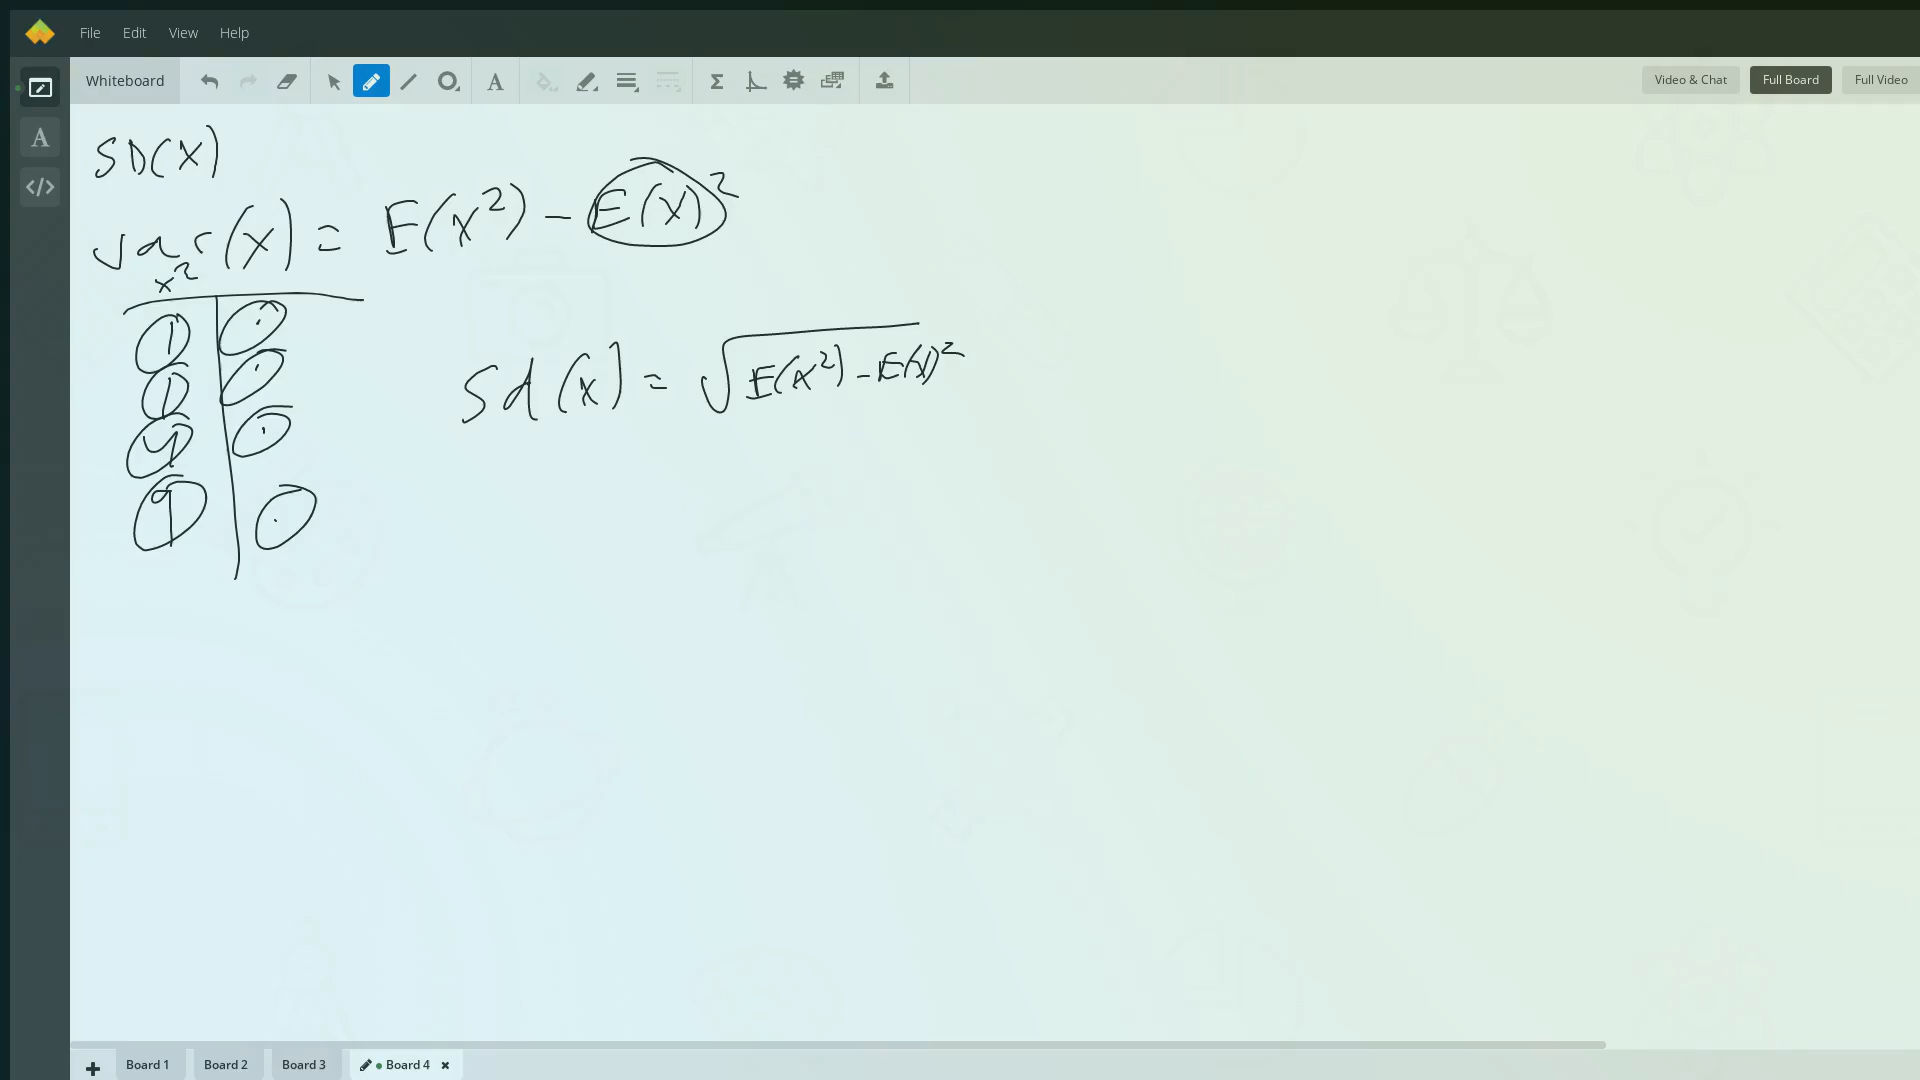 File Edit View Help
Whiteboard
Video & Chat Full Board Full Video
SD(X)
var(x) = E(x²) - E(x)²
x²
1
1
4
9
sd(x) = √E(x²) - E(x)²
Board 1 Board 2 Board 3 Board 4